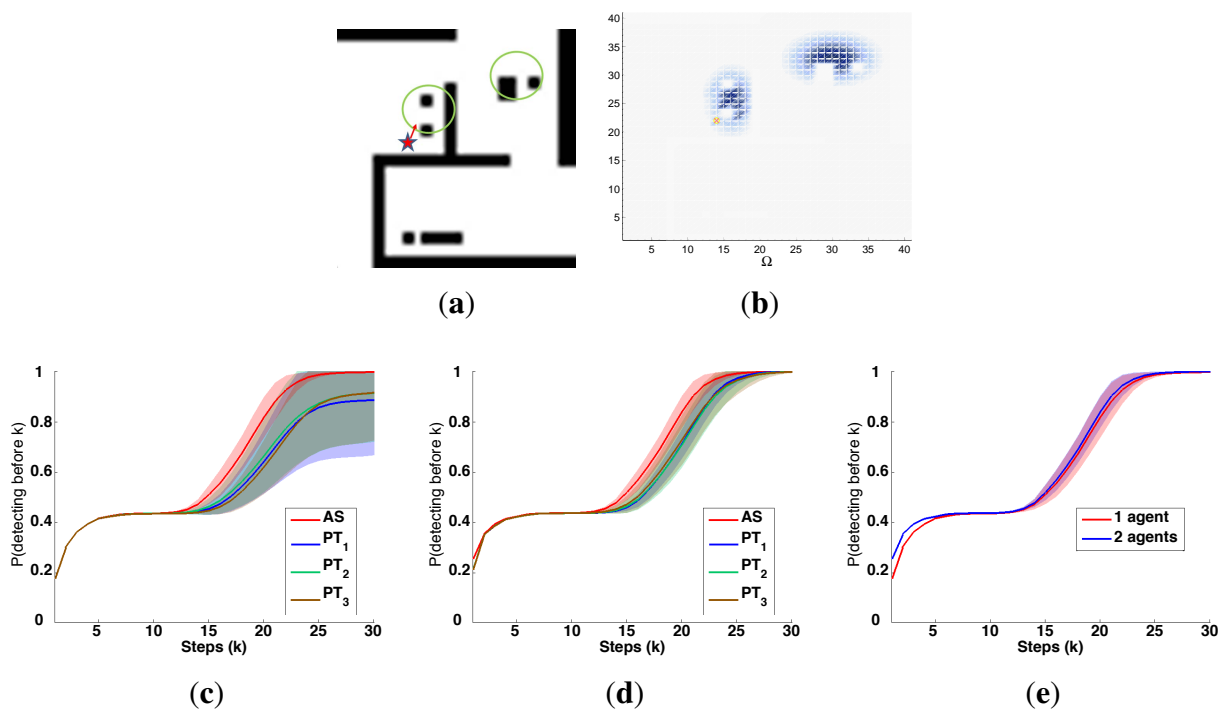 40
35
30
25
20
15
10
5
5 10 15 20 25 30 35 40
Ω
(a) (b)
1
0.8
0.6
0.4
0.2
0
P(detecting before k)
AS
PT1
PT2
PT3
5 10 15 20 25 30
Steps (k)
1
0.8
0.6
0.4
0.2
0
P(detecting before k)
AS
PT1
PT2
PT3
5 10 15 20 25 30
Steps (k)
1
0.8
0.6
0.4
0.2
0
P(detecting before k)
1 agent
2 agents
5 10 15 20 25 30
Steps (k)
(c) (d) (e)